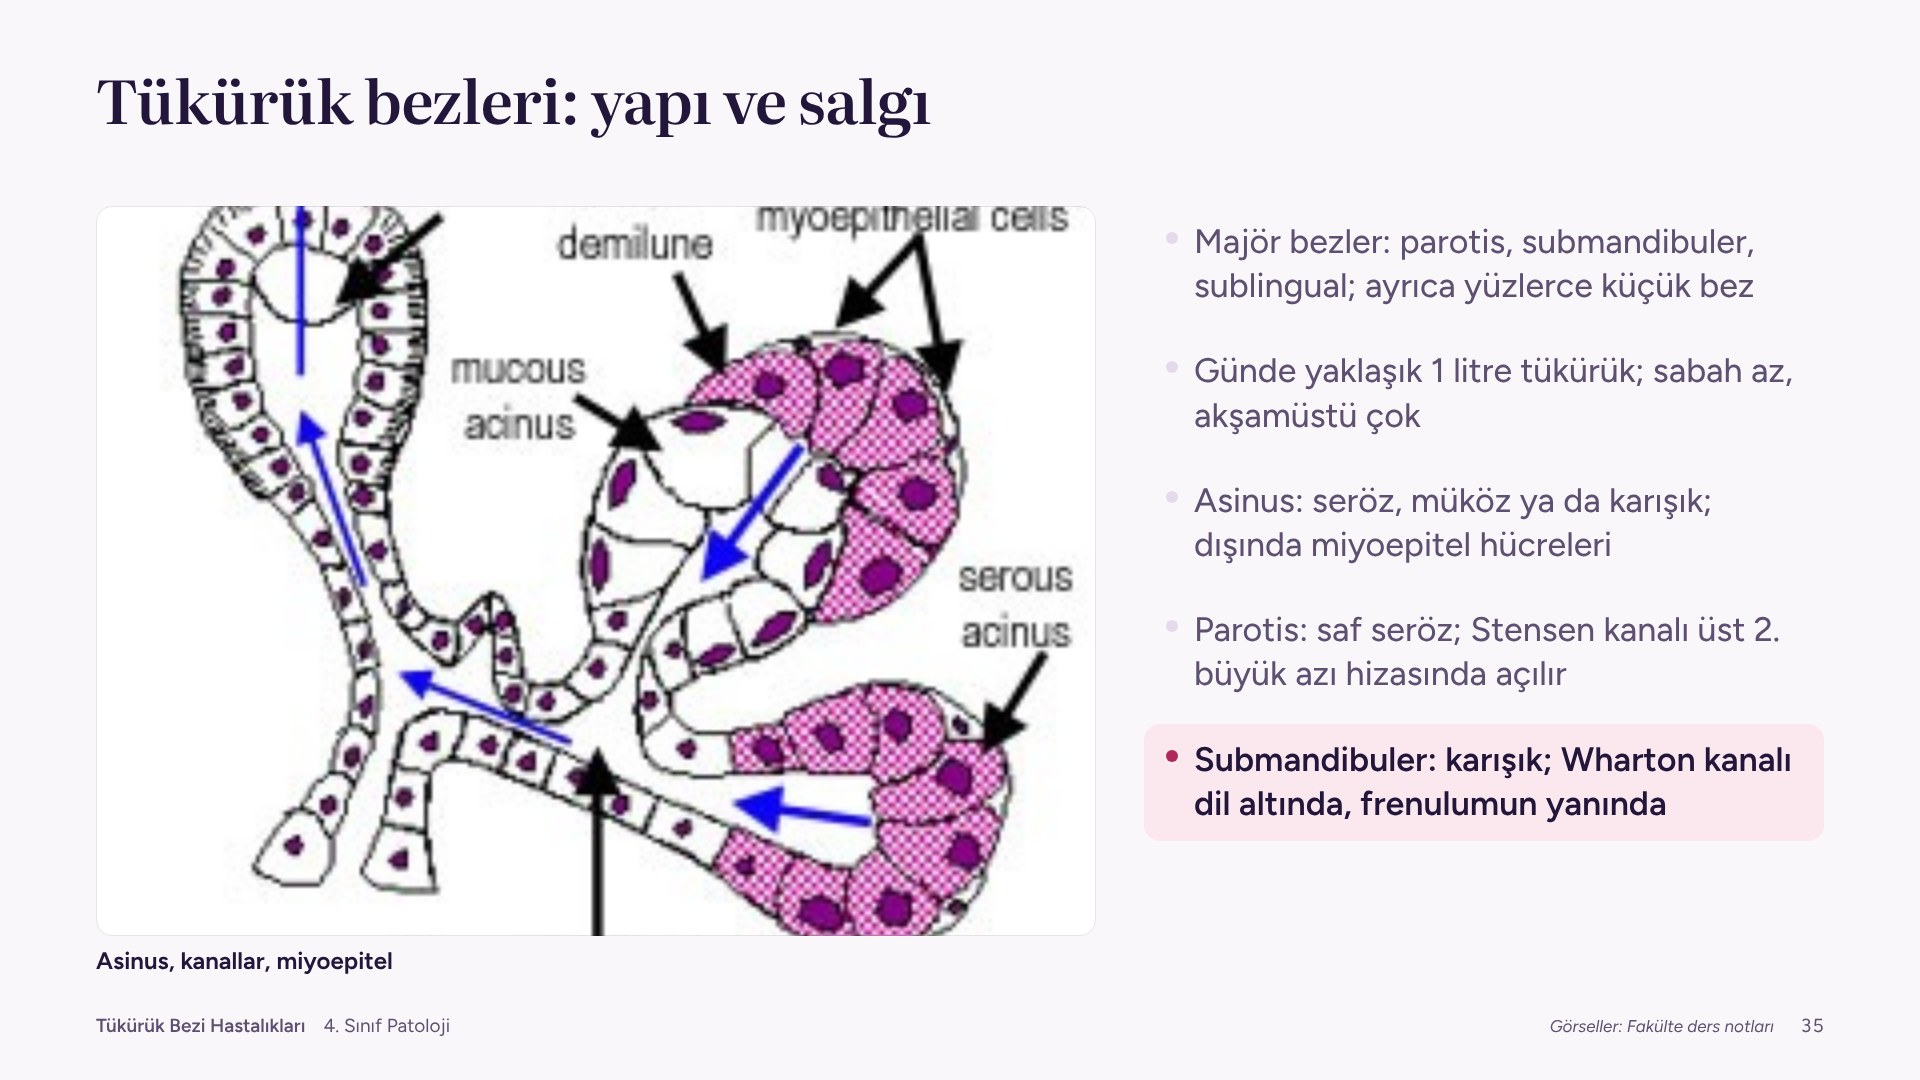 Tükürük bezleri: yapı ve salgı
demilune
myoepithelial cells
mucous
acinus
serous
acinus
Asinus, kanallar, miyoepitel
Majör bezler: parotis, submandibuler,
sublingual; ayrıca yüzlerce küçük bez
Günde yaklaşık 1 litre tükürük; sabah az,
akşamüstü çok
Asinus: seröz, müköz ya da karışık;
dışında miyoepitel hücreleri
Parotis: saf seröz; Stensen kanalı üst 2.
büyük azı hizasında açılır
Submandibuler: karışık; Wharton kanalı
dil altında, frenulumun yanında
Tükürük Bezi Hastalıkları 4. Sınıf Patoloji
Görseller: Fakülte ders notları 35